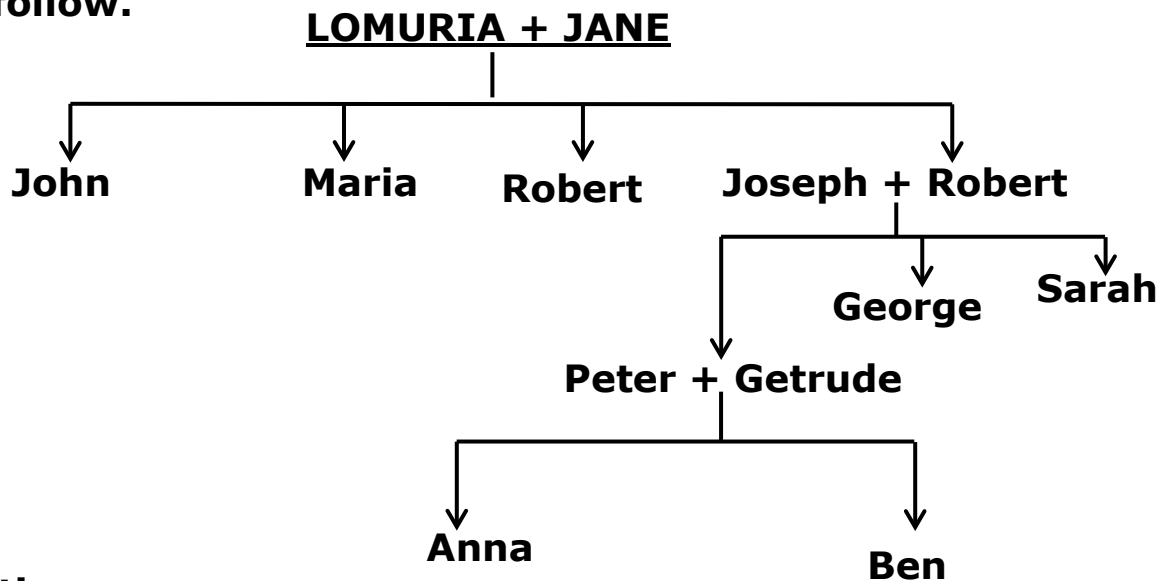 follow.
LOMURIA + JANE
John Maria Robert Joseph + Robert
George Sarah
Peter + Getrude
Anna Ben